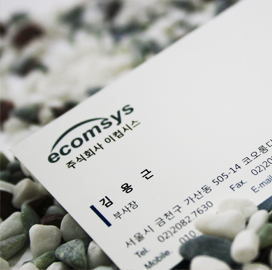 ecomsys
주식회사 이컴시스
김 용 근
부사장
서울시 금천구 가산동 505-14 코오롱
Tel. 02)2082-7630 Fax. 02)20
Mobile 010 E-mail